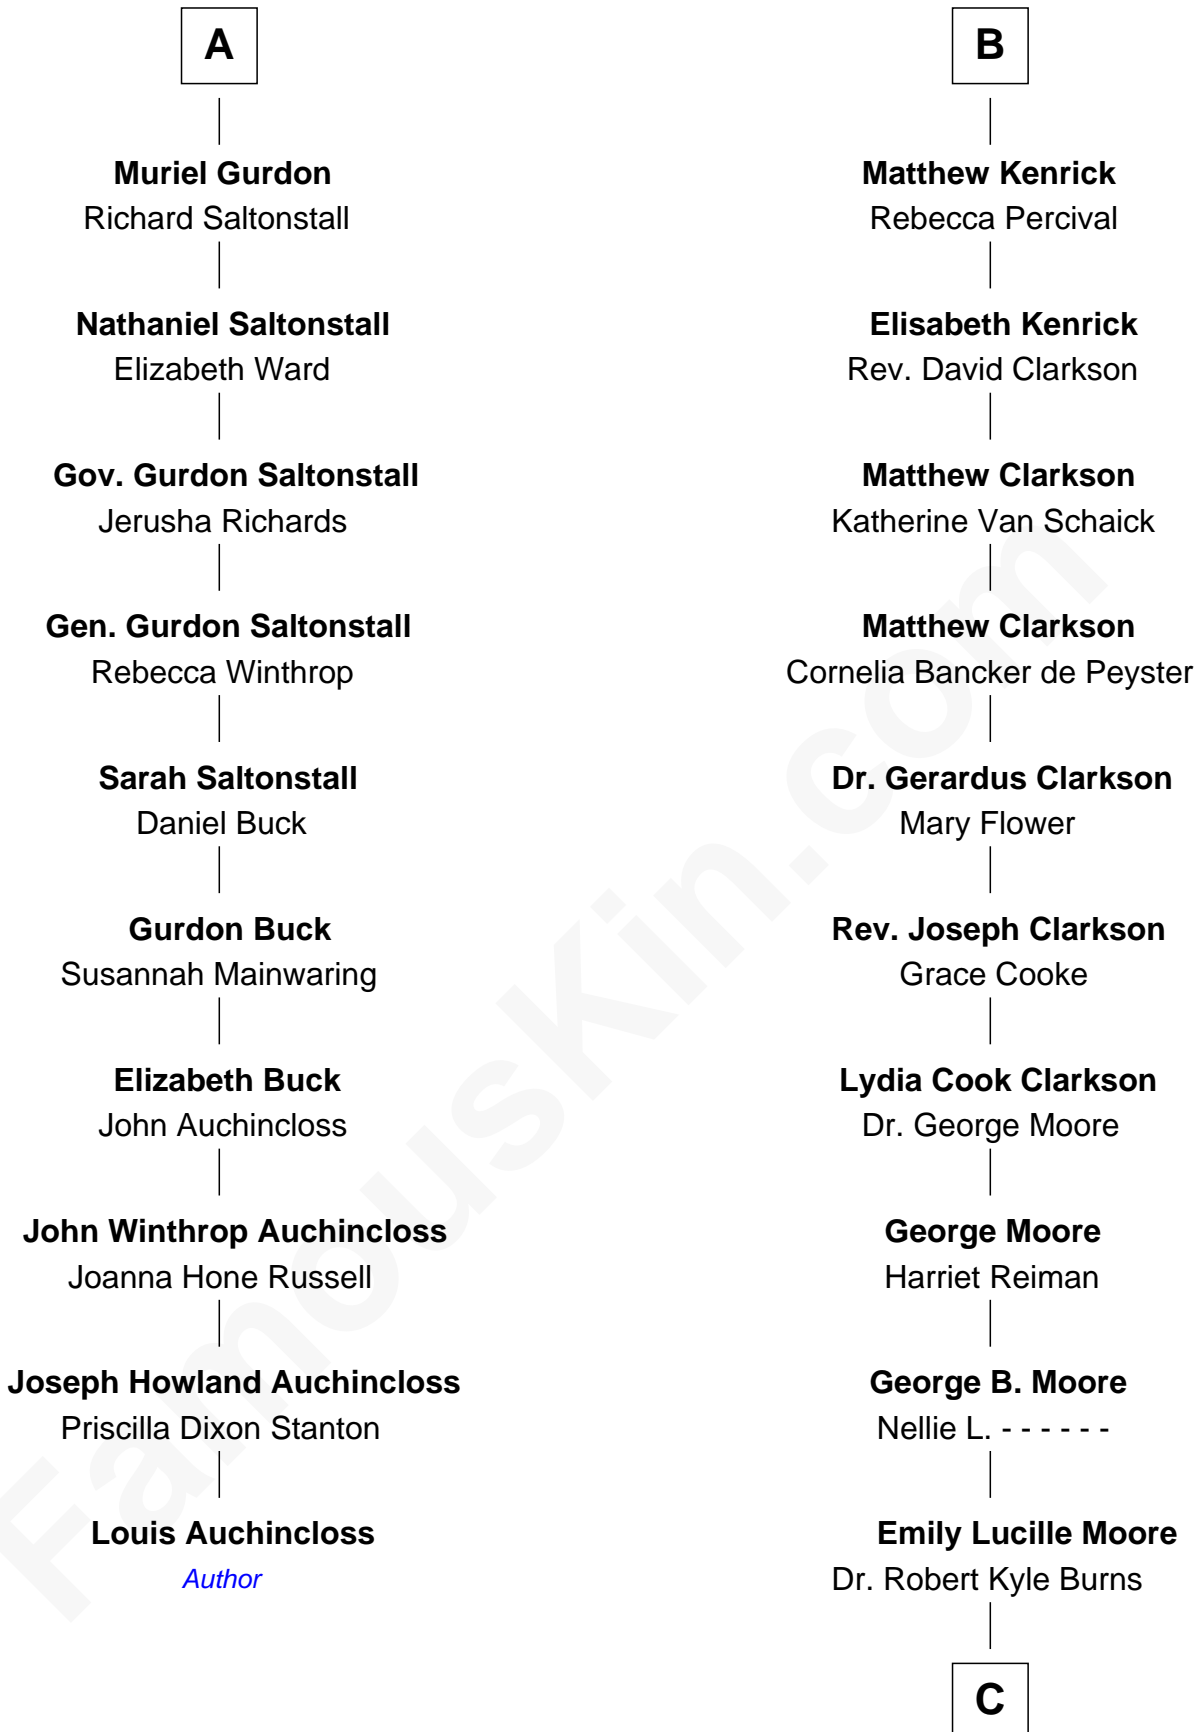 A
Muriel Gurdon
Richard Saltonstall
Nathaniel Saltonstall
Elizabeth Ward
Gov. Gurdon Saltonstall
Jerusha Richards
Gen. Gurdon Saltonstall
Rebecca Winthrop
Sarah Saltonstall
Daniel Buck
Gurdon Buck
Susannah Mainwaring
Elizabeth Buck
John Auchincloss
John Winthrop Auchincloss
Joanna Hone Russell
Joseph Howland Auchincloss
Priscilla Dixon Stanton
Louis Auchincloss
Author
B
Matthew Kenrick
Rebecca Percival
Elisabeth Kenrick
Rev. David Clarkson
Matthew Clarkson
Katherine Van Schaick
Matthew Clarkson
Cornelia Bancker de Peyster
Dr. Gerardus Clarkson
Mary Flower
Rev. Joseph Clarkson
Grace Cooke
Lydia Cook Clarkson
Dr. George Moore
George Moore
Harriet Reiman
George B. Moore
Nellie L. - - - - - -
Emily Lucille Moore
Dr. Robert Kyle Burns
C
FamousKin.com